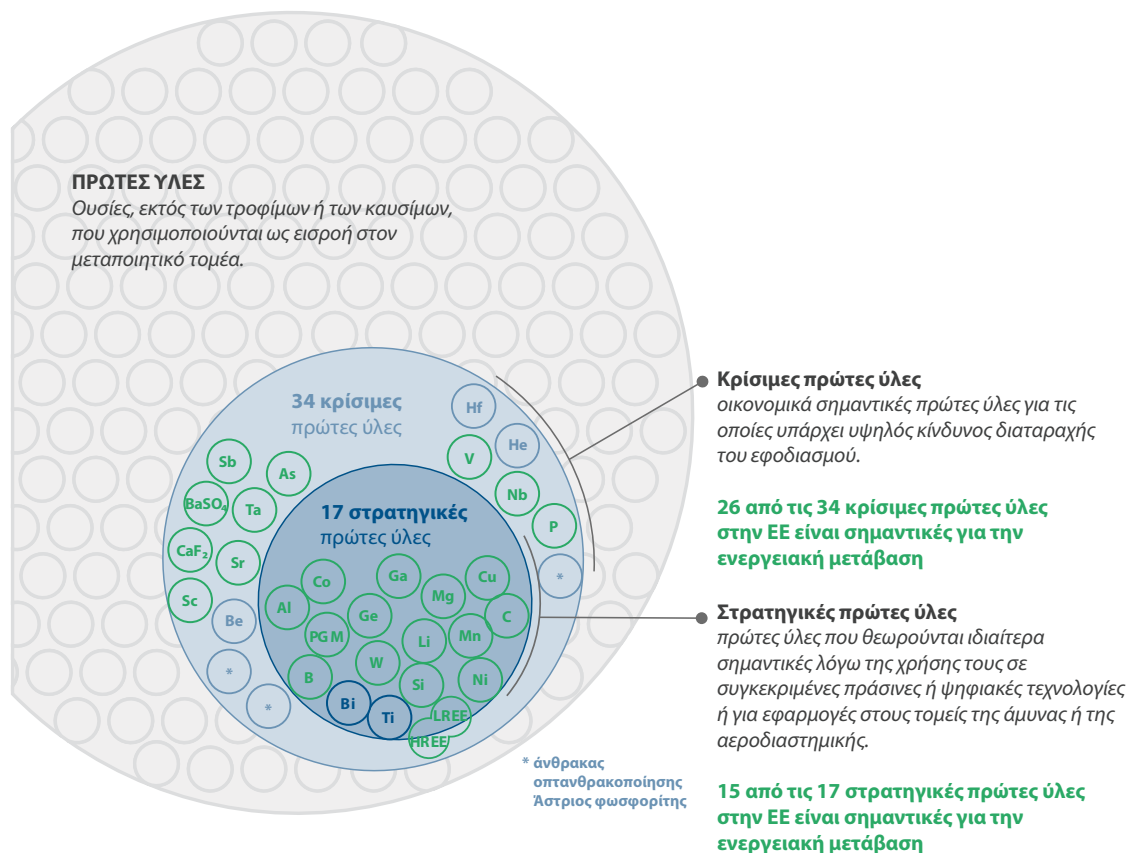 ΠΡΩΤΕΣ ΥΛΕΣ
Ουσίες, εκτός των τροφίμων ή των καυσίμων,
που χρησιμοποιούνται ως εισροή στον
μεταποιητικό τομέα.
34 κρίσιμες
πρώτες ύλες
Hf
He
V
Nb
P
*
Sb
As
BaSO₄
Ta
CaF₂
Sr
Sc
Be
*
*
17 στρατηγικές
πρώτες ύλες
Co
Ga
Cu
Al
Mg
Ge
C
PGM
Li
Mn
W
B
Si
Ni
Bi
Ti
LREE
HREE
* άνθρακας
οπτανθρακοποίησης
Άστριος φωσφορίτης
Κρίσιμες πρώτες ύλες
οικονομικά σημαντικές πρώτες ύλες για τις
οποίες υπάρχει υψηλός κίνδυνος διαταραχής
του εφοδιασμού.
26 από τις 34 κρίσιμες πρώτες ύλες
στην ΕΕ είναι σημαντικές για την
ενεργειακή μετάβαση
Στρατηγικές πρώτες ύλες
πρώτες ύλες που θεωρούνται ιδιαίτερα
σημαντικές λόγω της χρήσης τους σε
συγκεκριμένες πράσινες ή ψηφιακές τεχνολογίες
ή για εφαρμογές στους τομείς της άμυνας ή της
αεροδιαστημικής.
15 από τις 17 στρατηγικές πρώτες ύλες
στην ΕΕ είναι σημαντικές για την
ενεργειακή μετάβαση